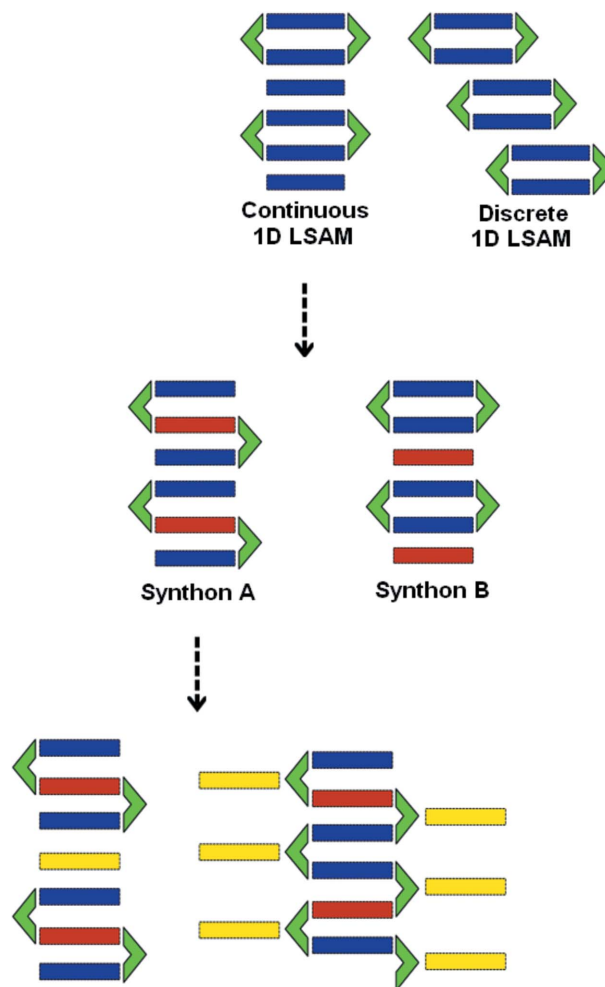 Continuous
1D LSAM
Discrete
1D LSAM
Synthon A
Synthon B